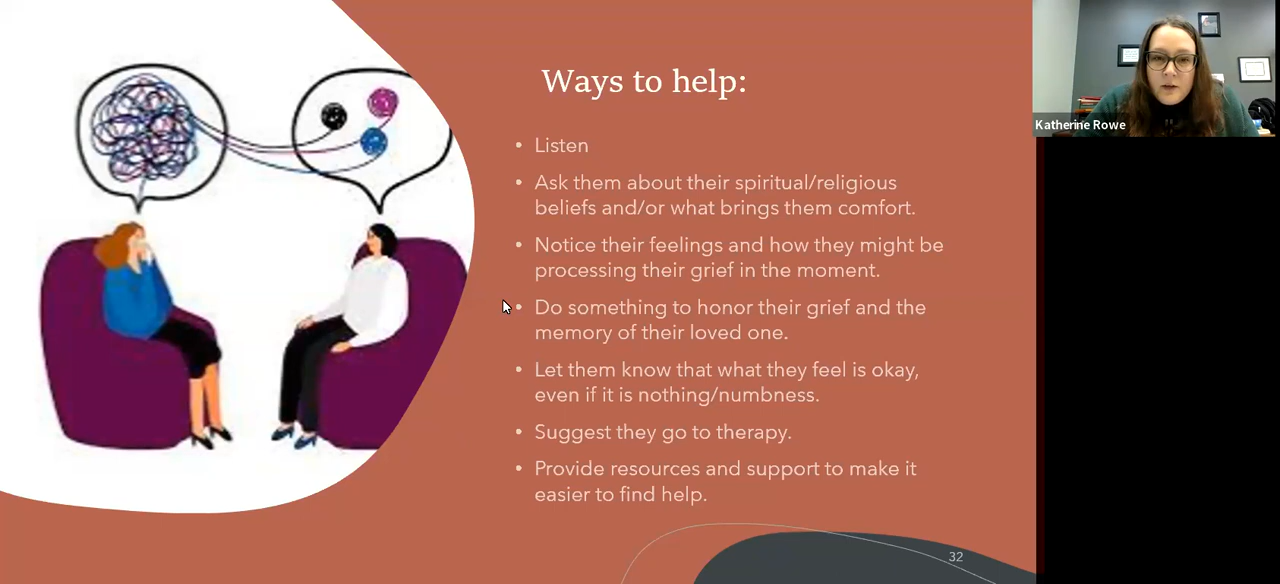 Ways to help:
• Listen
• Ask them about their spiritual/religious
beliefs and/or what brings them comfort.
• Notice their feelings and how they might be
processing their grief in the moment.
• Do something to honor their grief and the
memory of their loved one.
• Let them know that what they feel is okay,
even if it is nothing/numbness.
• Suggest they go to therapy.
• Provide resources and support to make it
easier to find help.
32
Katherine Rowe